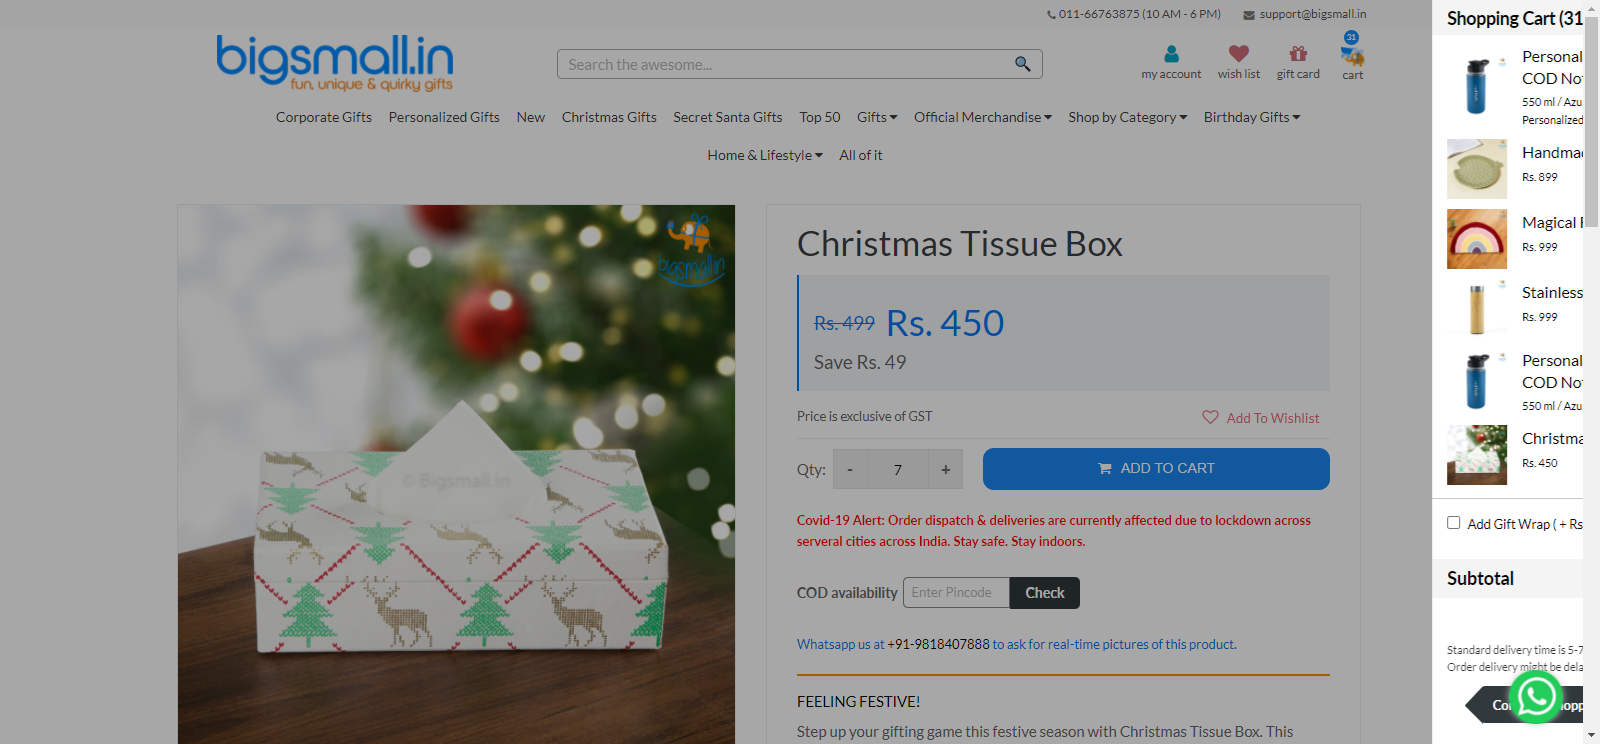 011-66763875 (10 AM - 6 PM)
support@bigsmall.in
bigsmall.in
fun, unique & quirky gifts
Search the awesome...
my account
wish list
gift card
31
cart
Corporate Gifts
Personalized Gifts
New
Christmas Gifts
Secret Santa Gifts
Top 50
Gifts
Official Merchandise
Shop by Category
Birthday Gifts
Home & Lifestyle
All of it
bigsmall.in
© Bigsmall.in
Christmas Tissue Box
Rs. 499 Rs. 450
Save Rs. 49
Price is exclusive of GST
Add To Wishlist
Qty: - 7 +
ADD TO CART
Covid-19 Alert: Order dispatch & deliveries are currently affected due to lockdown across
serveral cities across India. Stay safe. Stay indoors.
COD availability
Enter Pincode
Check
Whatsapp us at +91-9818407888 to ask for real-time pictures of this product.
FEELING FESTIVE!
Step up your gifting game this festive season with Christmas Tissue Box. This
Shopping Cart (31
Personal
COD No
550 ml / Azu
Personalized
Handma
Rs. 899
Magical
Rs. 999
Stainless
Rs. 999
Personal
COD No
550 ml / Azu
Christma
Rs. 450
Add Gift Wrap ( + Rs
Subtotal
Standard delivery time is 5-7
Order delivery might be dela